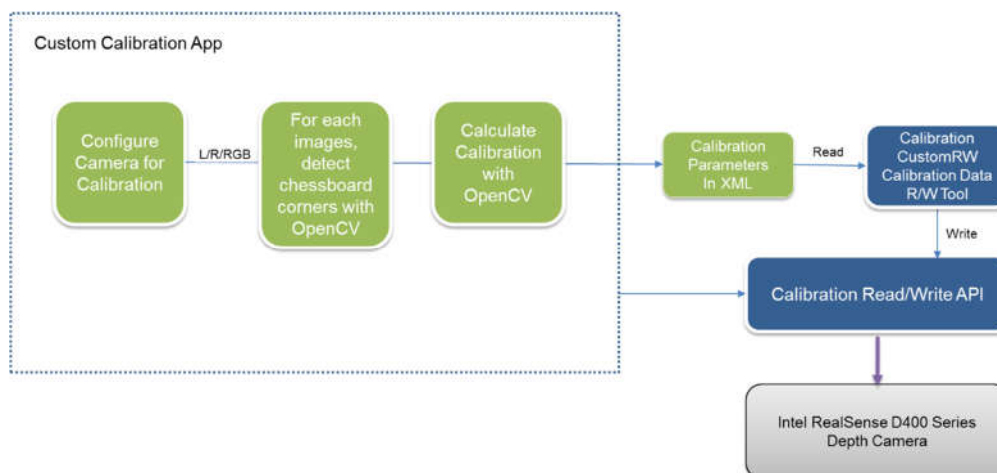 Custom Calibration App
Configure
Camera for
Calibration
L/R/RGB
For each
images,
detect
chessboard
corners with
OpenCV
Calculate
Calibration
with
OpenCV
Calibration
Parameters
In XML
Read
Calibration
CustomRW
Calibration Data
R/W Tool
Write
Calibration Read/Write API
Intel RealSense D400 Series
Depth Camera